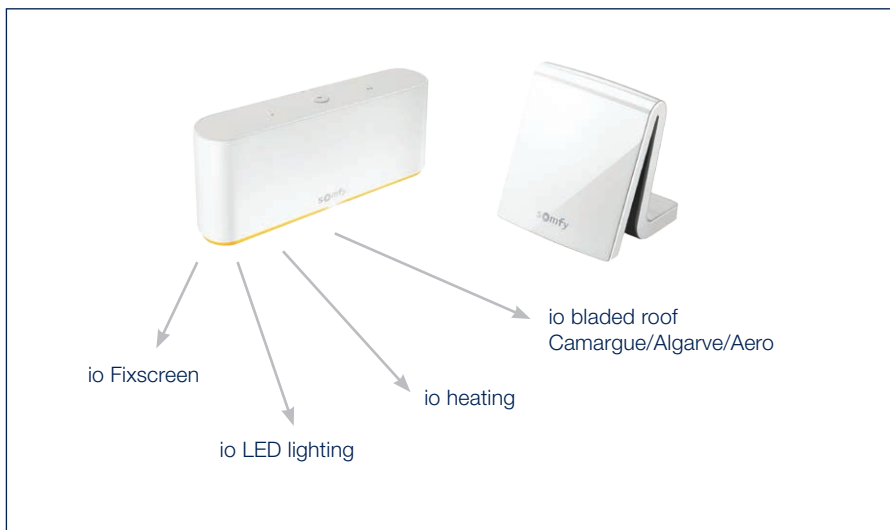 somfy
somfy
io bladed roof
Camargue/Algarve/Aero
io Fixscreen
io heating
io LED lighting